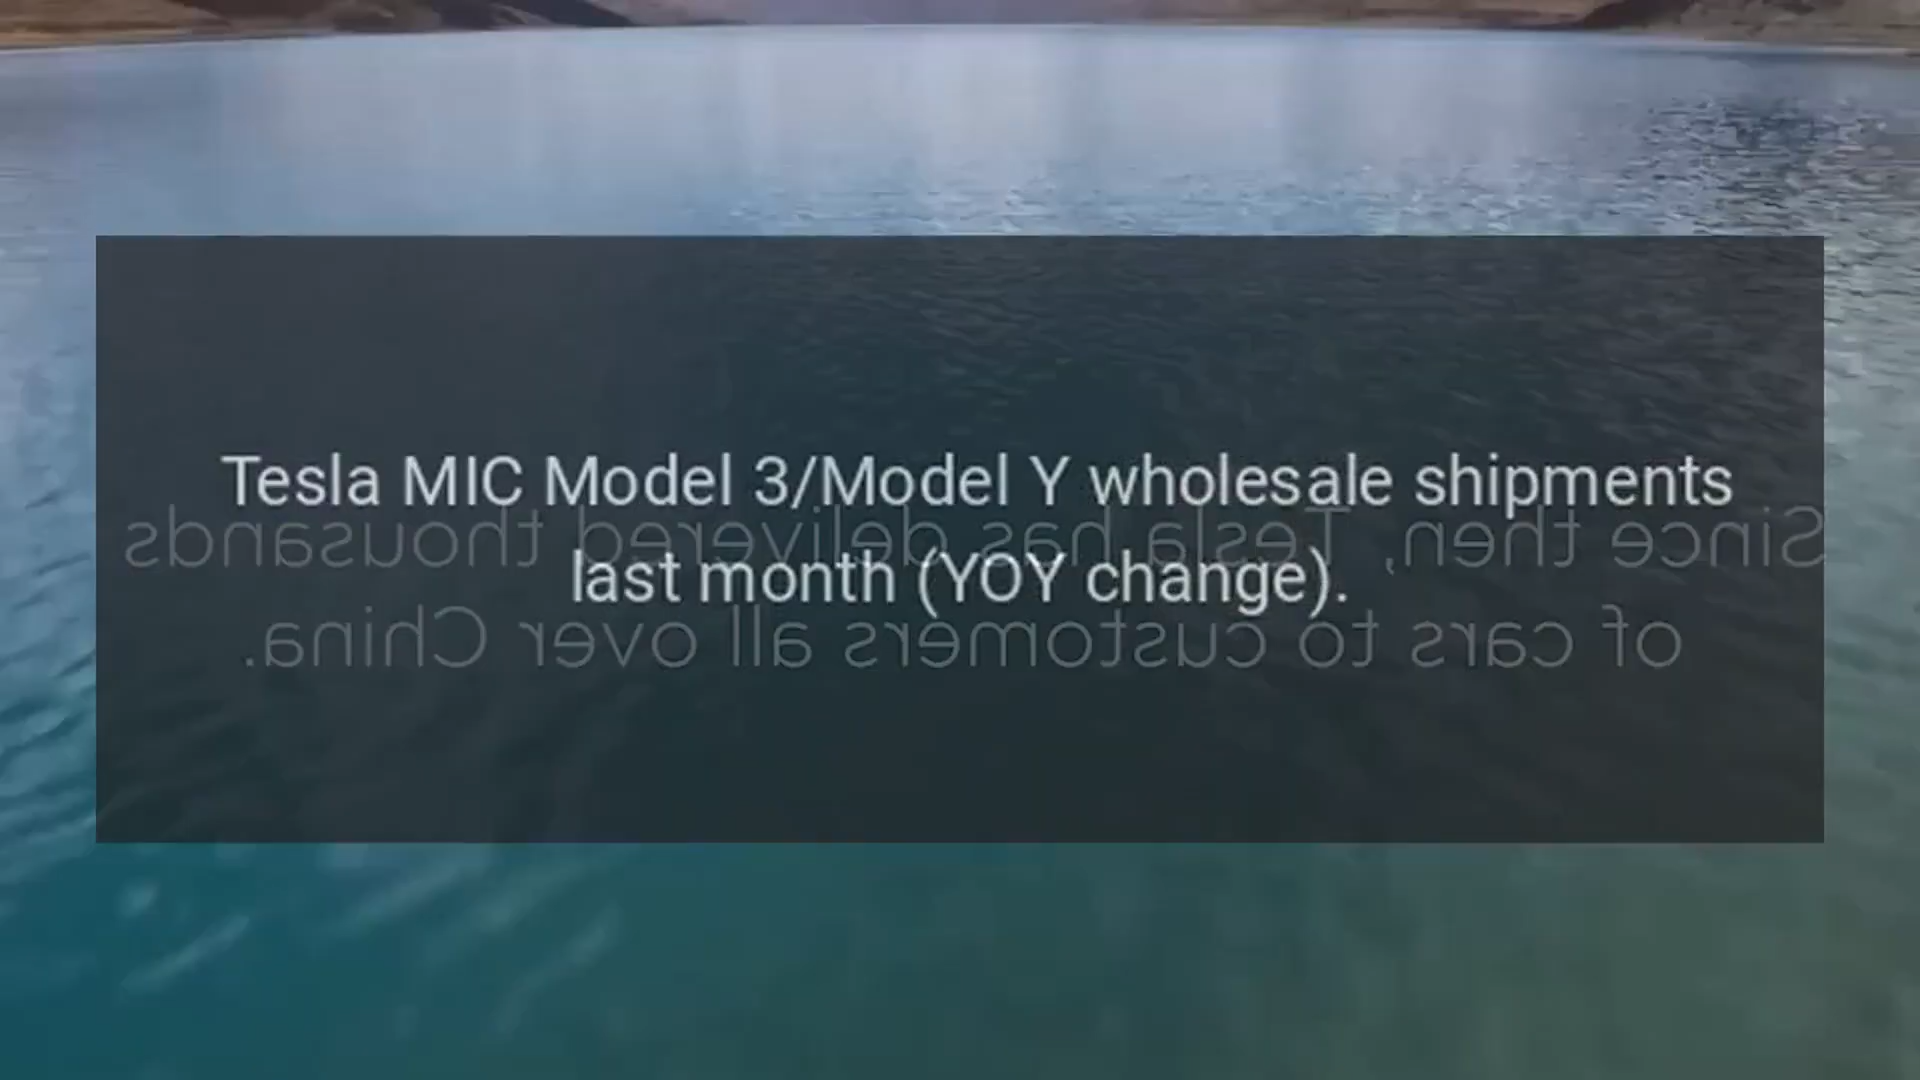 Tesla MIC Model 3/Model Y wholesale shipments
last month (YOY change).
Since then, Tesla has delivered thousands
of cars to customers all over China.